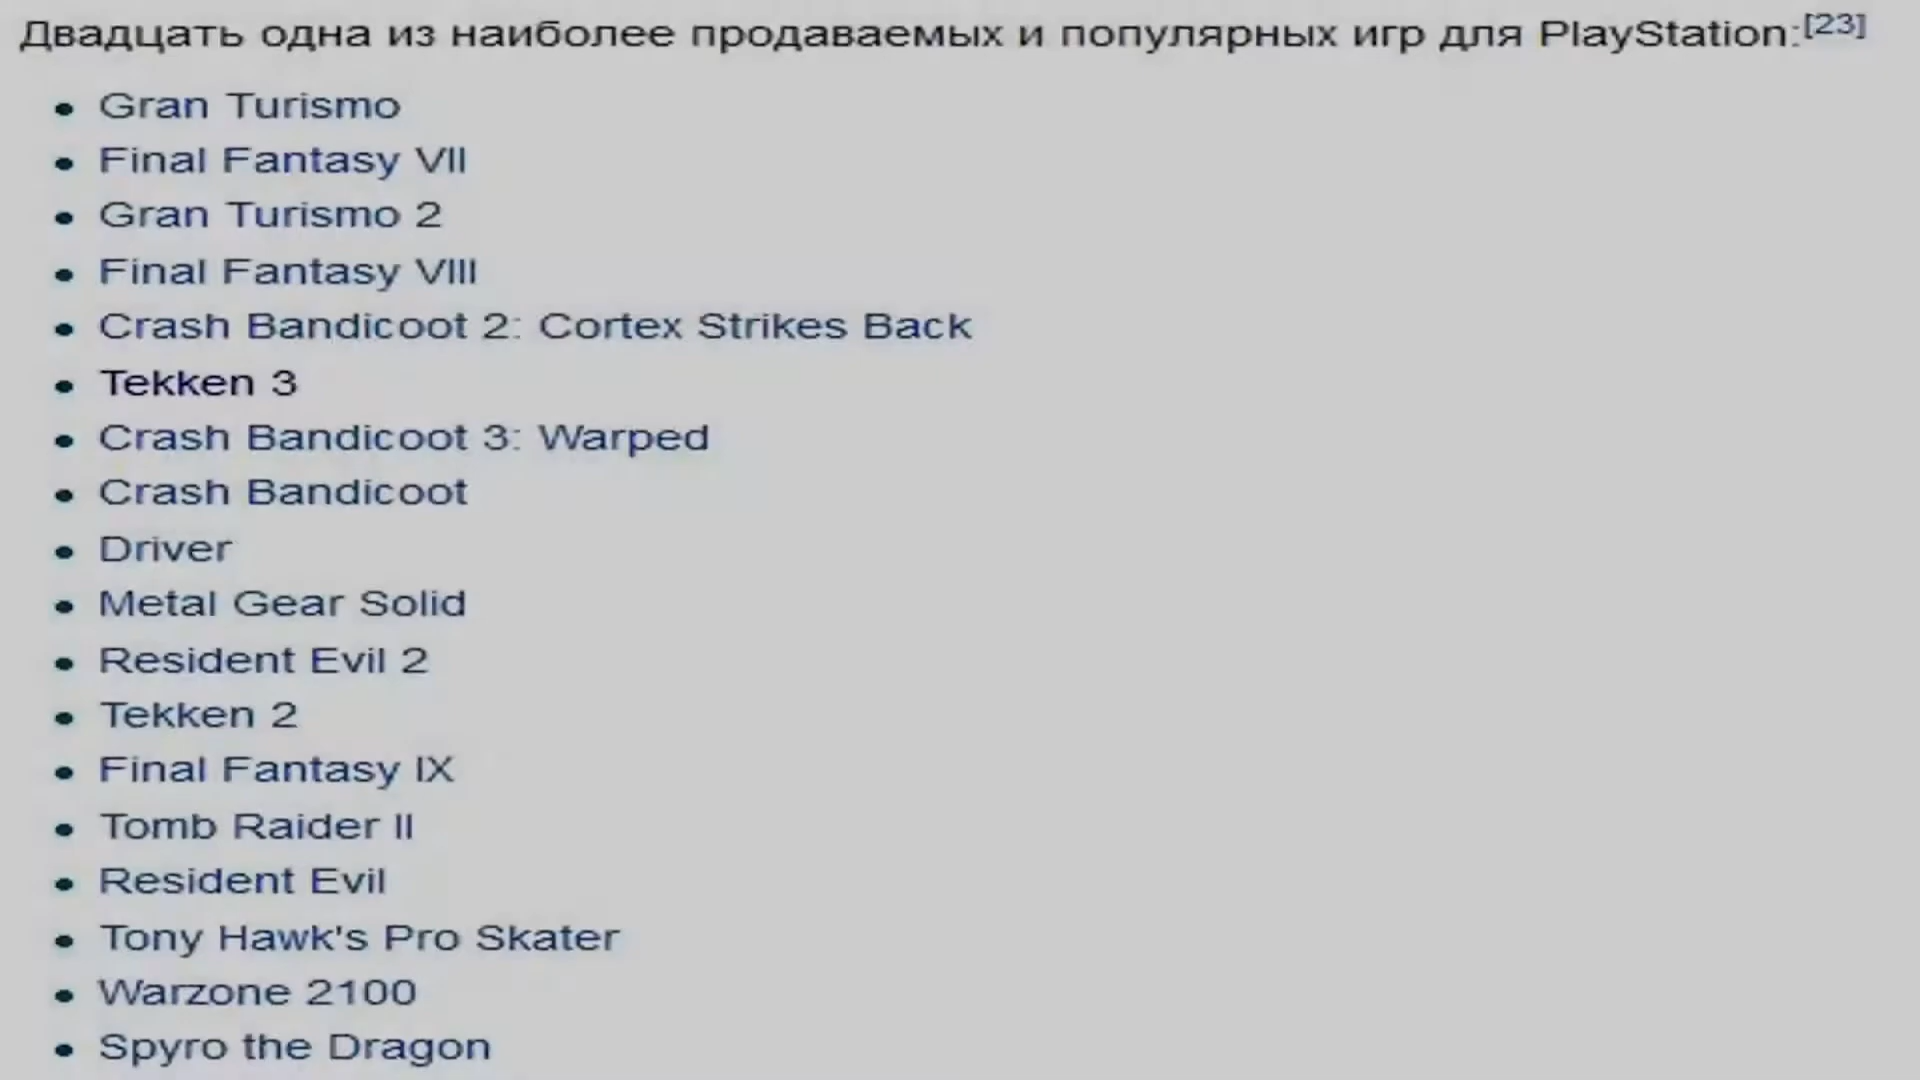 Двадцать одна из наиболее продаваемых и популярных игр для PlayStation:[23]
Gran Turismo
Final Fantasy VII
Gran Turismo 2
Final Fantasy VIII
Crash Bandicoot 2: Cortex Strikes Back
Tekken 3
Crash Bandicoot 3: Warped
Crash Bandicoot
Driver
Metal Gear Solid
Resident Evil 2
Tekken 2
Final Fantasy IX
Tomb Raider II
Resident Evil
Tony Hawk's Pro Skater
Warzone 2100
Spyro the Dragon